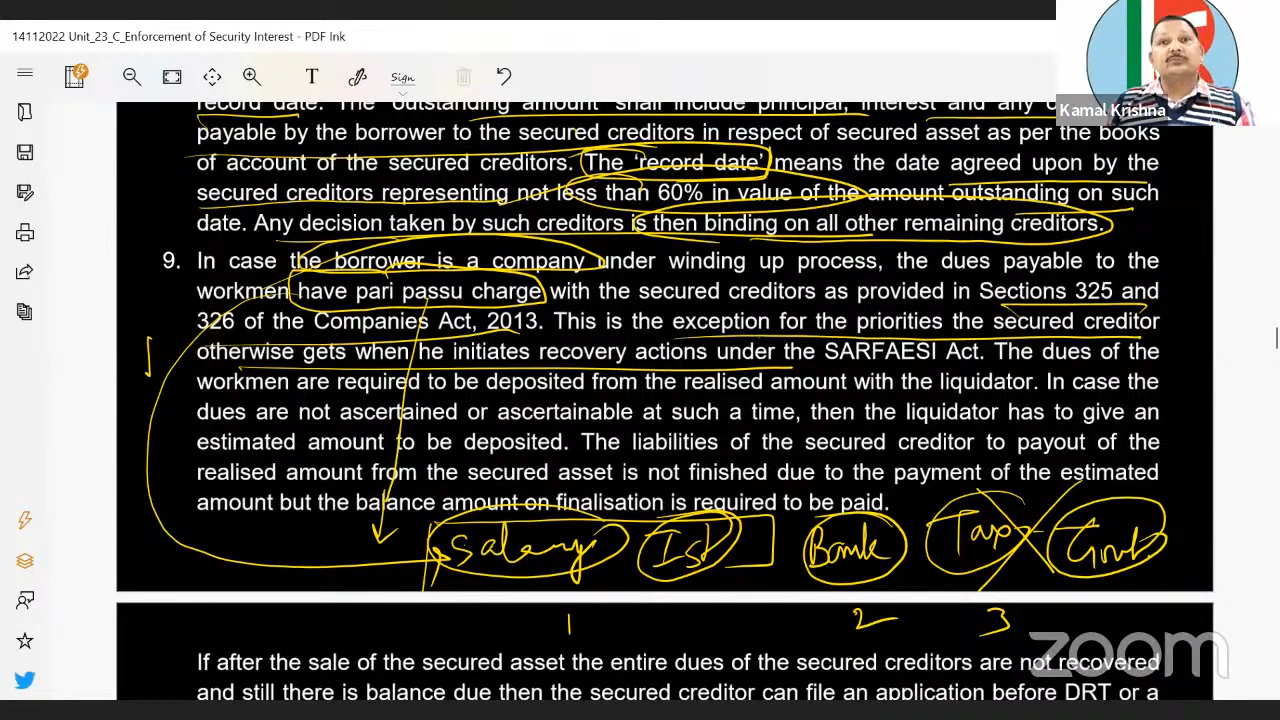 14112022 Unit_23_C_Enforcement of Security Interest - PDF Ink
T Sign
Kamal Krishna
record date. The outstanding amount shall include principal, interest and any
payable by the borrower to the secured creditors in respect of secured asset as per the books
of account of the secured creditors. The ‘record date’ means the date agreed upon by the
secured creditors representing not less than 60% in value of the amount outstanding on such
date. Any decision taken by such creditors is then binding on all other remaining creditors.
9. In case the borrower is a company under winding up process, the dues payable to the
workmen have pari passu charge with the secured creditors as provided in Sections 325 and
326 of the Companies Act, 2013. This is the exception for the priorities the secured creditor
otherwise gets when he initiates recovery actions under the SARFAESI Act. The dues of the
workmen are required to be deposited from the realised amount with the liquidator. In case the
dues are not ascertained or ascertainable at such a time, then the liquidator has to give an
estimated amount to be deposited. The liabilities of the secured creditor to payout of the
realised amount from the secured asset is not finished due to the payment of the estimated
amount but the balance amount on finalisation is required to be paid.
Salary Ist Bank Tax Govt
1 2 3
zoom
If after the sale of the secured asset the entire dues of the secured creditors are not recovered
and still there is balance due then the secured creditor can file an application before DRT or a